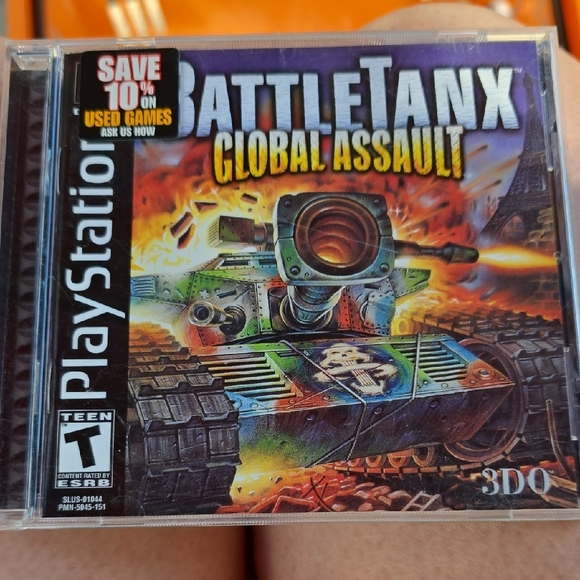 SAVE
10%
ON
USED GAMES
ASK US NOW
BATTLETANX™
GLOBAL ASSAULT
PlayStation
TEEN
T
CONTENT RATED BY
ESRB
SLUS-01044
PMN-5045-151
3DO